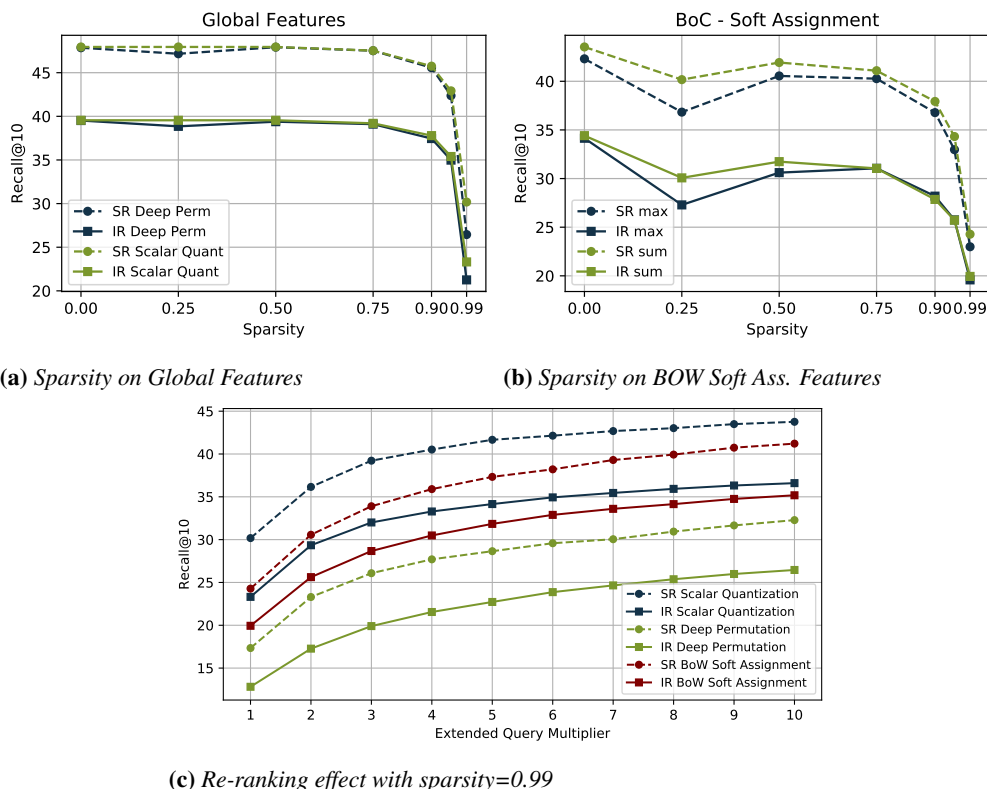 Global Features
Recall@10
45
40
35
30
25
20
SR Deep Perm
IR Deep Perm
SR Scalar Quant
IR Scalar Quant
0.00 0.25 0.50 0.75 0.900.99
Sparsity
(a) Sparsity on Global Features
BoC - Soft Assignment
Recall@10
40
35
30
25
20
SR max
IR max
SR sum
IR sum
0.00 0.25 0.50 0.75 0.90 0.99
Sparsity
(b) Sparsity on BOW Soft Ass. Features
Recall@10
45
40
35
30
25
20
15
SR Scalar Quantization
IR Scalar Quantization
SR Deep Permutation
IR Deep Permutation
SR BoW Soft Assignment
IR BoW Soft Assignment
1 2 3 4 5 6 7 8 9 10
Extended Query Multiplier
(c) Re-ranking effect with sparsity=0.99